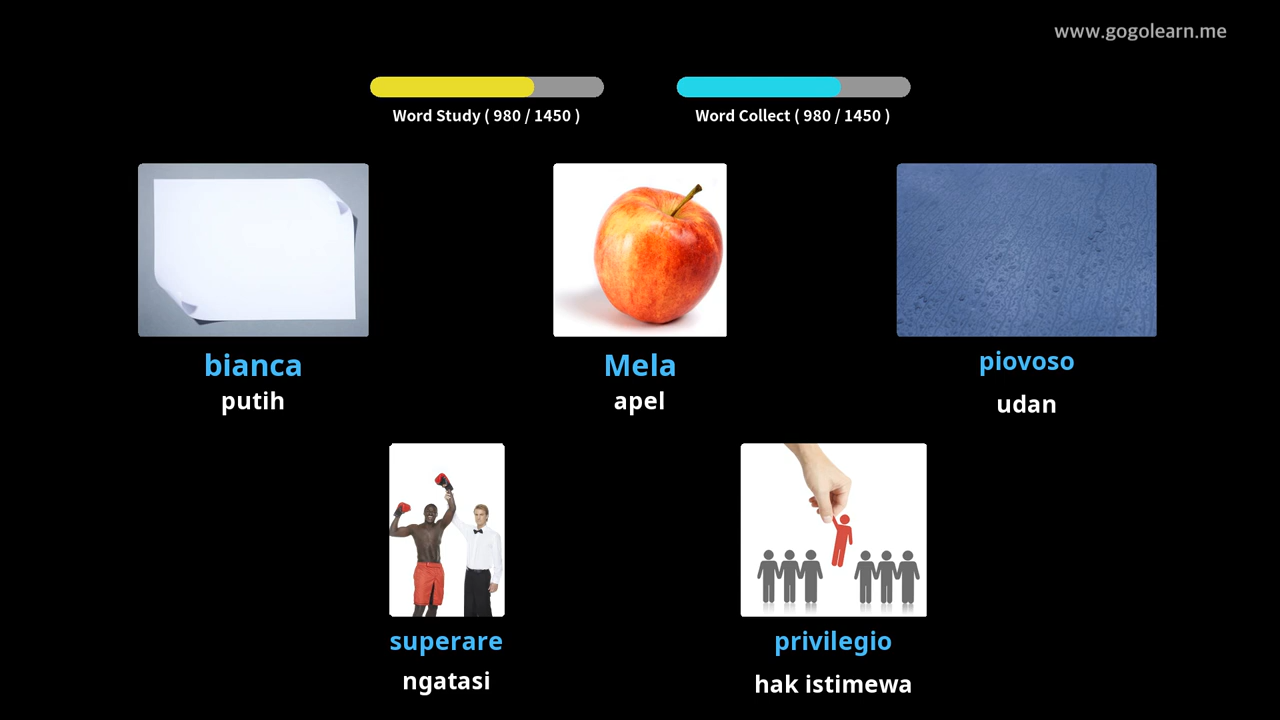 www.gogolearn.me
Word Study ( 980 / 1450 )
Word Collect ( 980 / 1450 )
bianca
putih
Mela
apel
piovoso
udan
superare
ngatasi
privilegio
hak istimewa